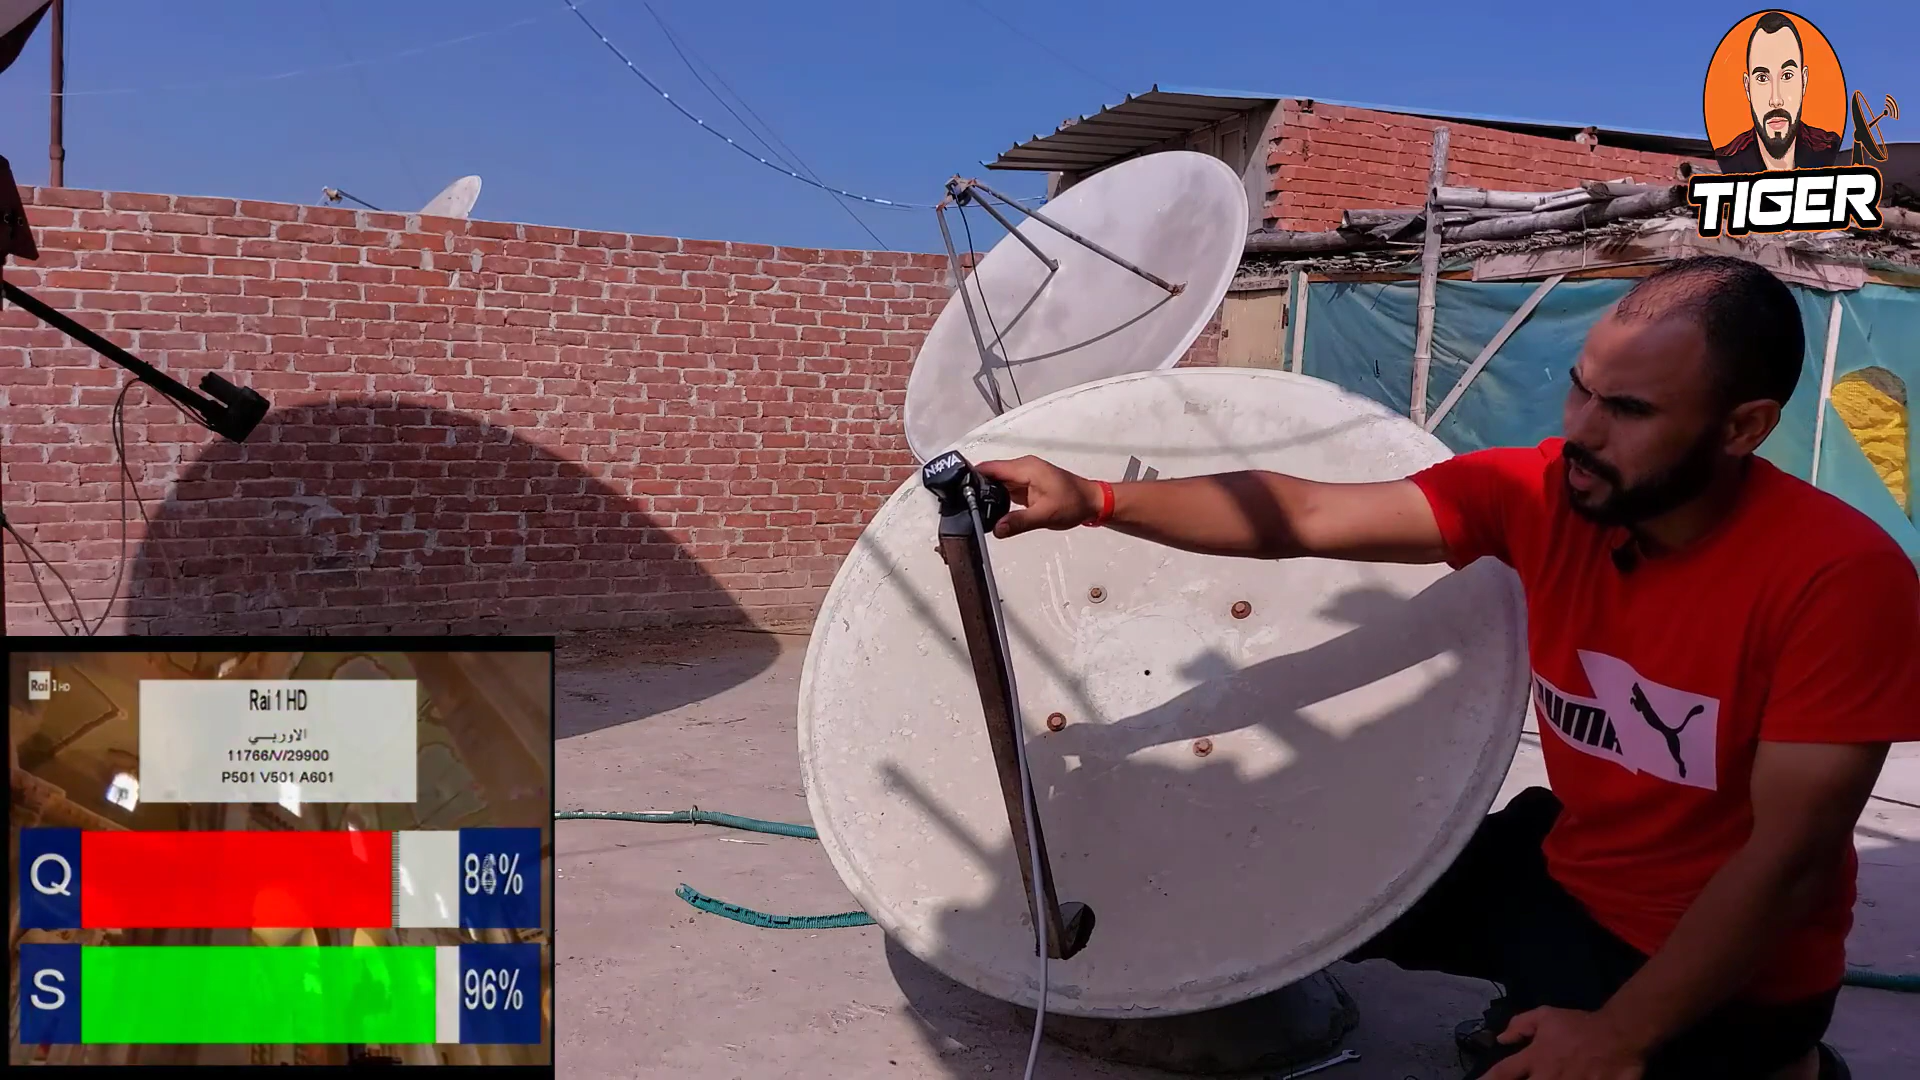 TIGER
NOVA
PUMA
Rai 1 HD
Rai 1 HD
الاوربي
11766/V/29900
P501 V501 A601
Q
S 96%